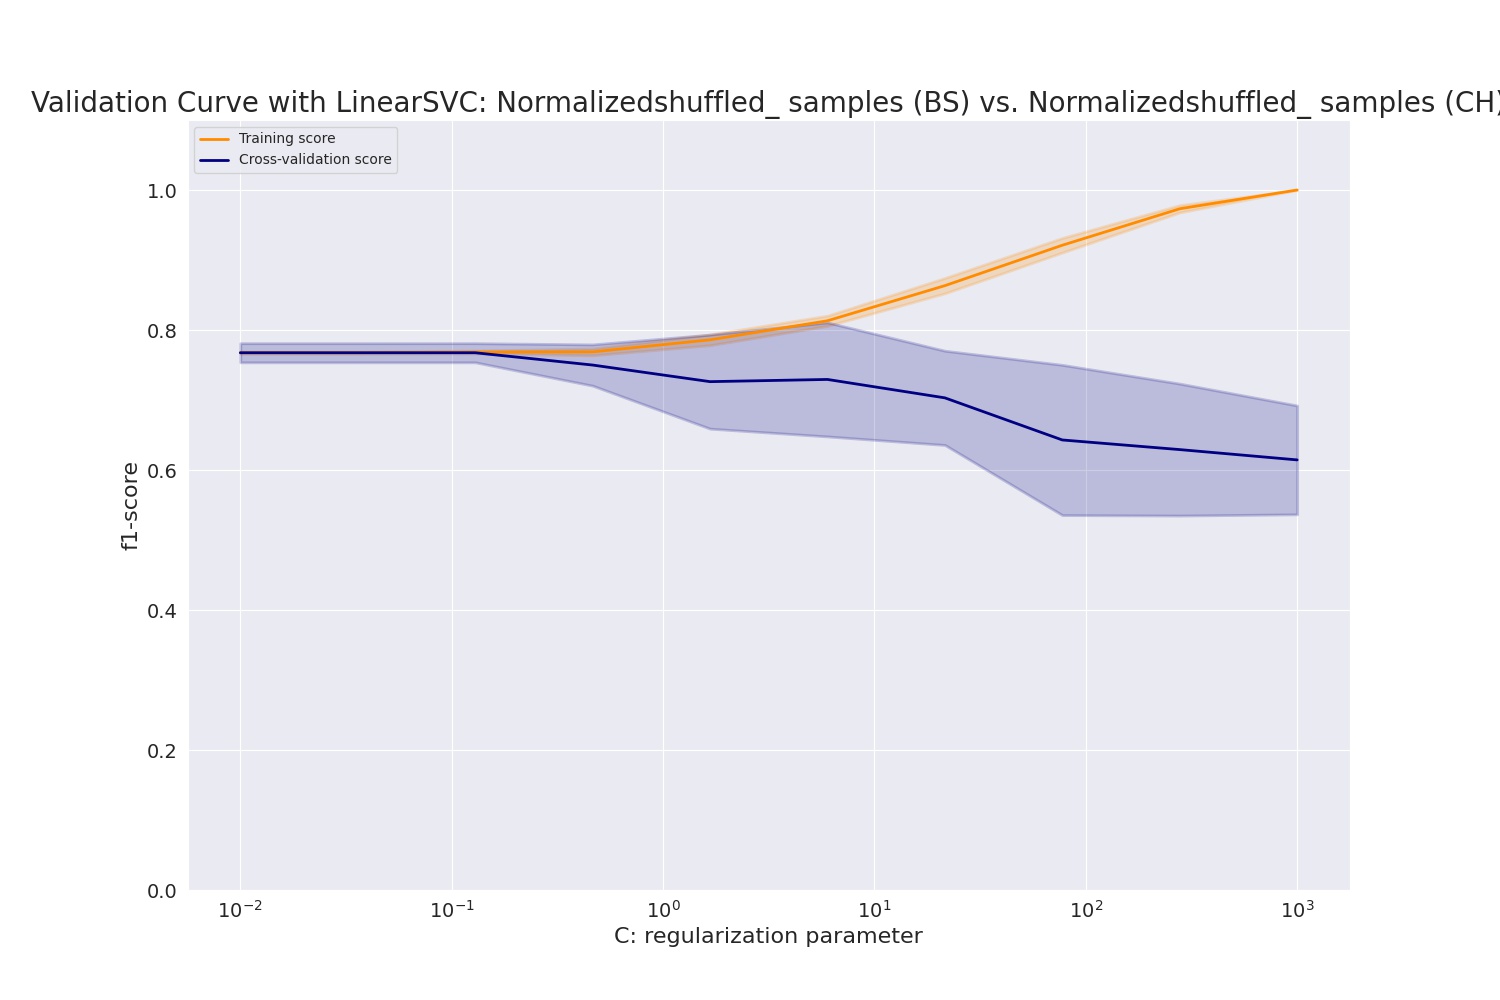 Validation Curve with LinearSVC: Normalizedshuffled_ samples (BS) vs. Normalizedshuffled_ samples (CH)
Training score
Cross-validation score
1.0
0.8
0.6
0.4
0.2
0.0
f1-score
10⁻² 10⁻¹ 10⁰ 10¹ 10² 10³
C: regularization parameter